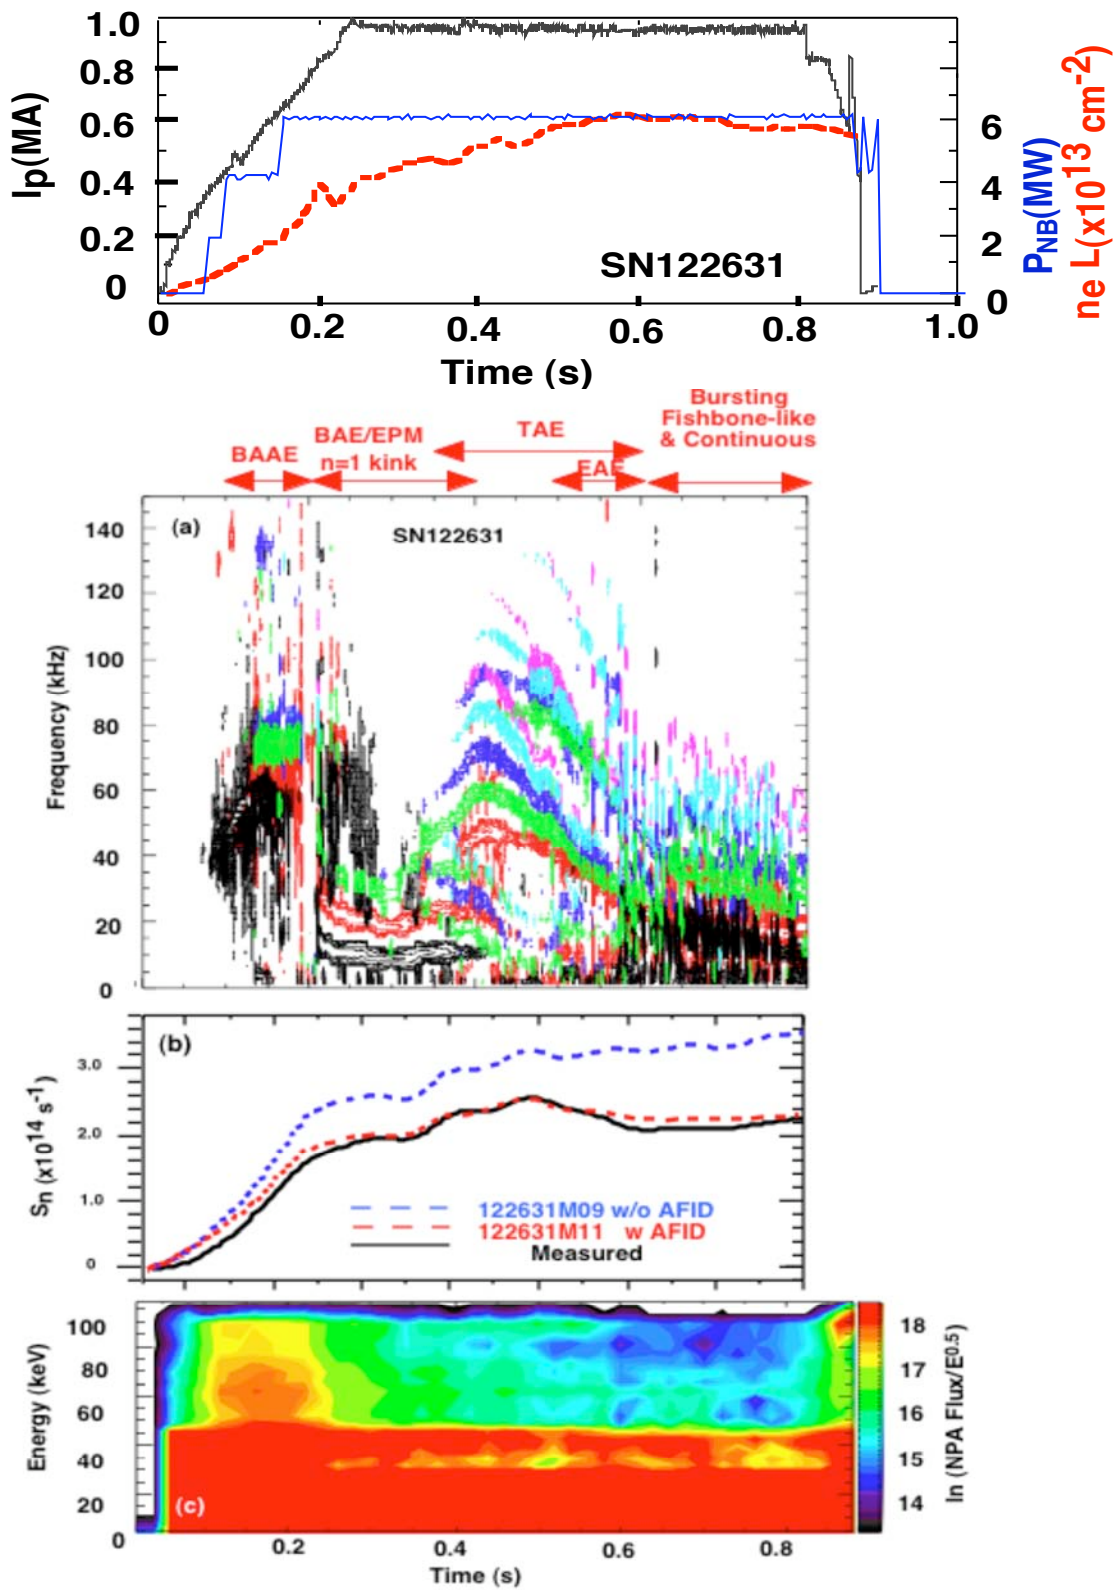 1.0
0.8
0.6
0.4
0.2
0
Ip(MA)
6
4
2
0
PNB(MW)
ne L(x10^13 cm^-2)
SN122631
0 0.2 0.4 0.6 0.8 1.0
Time (s)
Bursting
Fishbone-like
& Continuous
TAE
BAE/EPM
n=1 kink
BAAE
EAE
(a)
SN122631
140
120
100
80
60
40
20
0
Frequency (kHz)
(b)
3.0
2.0
1.0
0
Sn (x10^14 s^-1)
122631M09 w/o AFID
122631M11 w AFID
Measured
100
80
60
40
20
0
Energy (keV)
(c)
18
17
16
15
14
ln (NPA Flux/E^0.5)
0.2 0.4 0.6 0.8
Time (s)